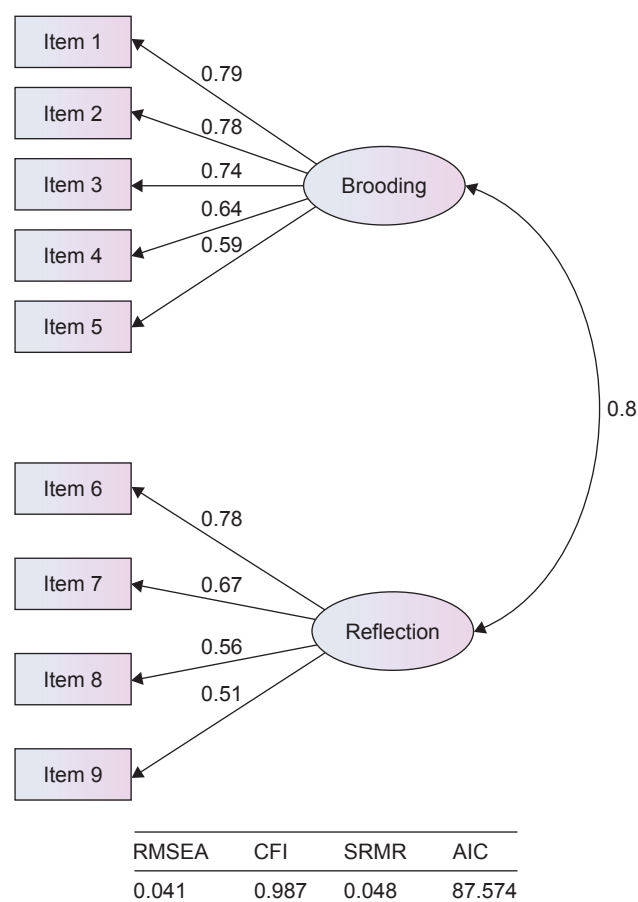 Item 1
0.79
Item 2
0.78
Item 3
0.74
Brooding
0.64
Item 4
0.59
Item 5
0.8
Item 6
0.78
Item 7
0.67
Reflection
0.56
Item 8
0.51
Item 9
RMSEA CFI SRMR AIC
0.041 0.987 0.048 87.574